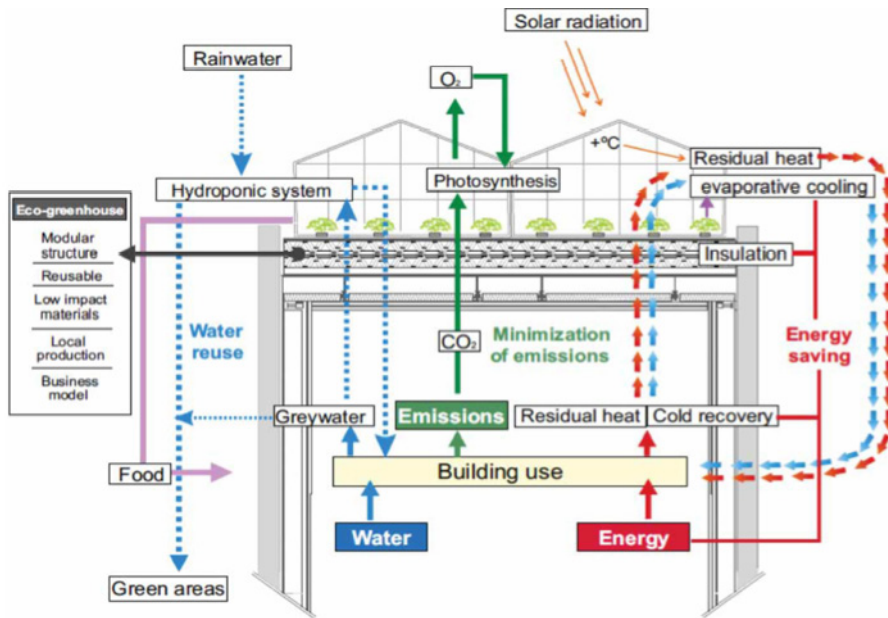 Solar radiation
Rainwater
O₂
+ºC
Residual heat
Hydroponic system
Photosynthesis
evaporative cooling
Eco-greenhouse
Modular
structure
Reusable
Low impact
materials
Local
production
Business
model
Insulation
Water
reuse
CO₂
Minimization
of emissions
Energy
saving
Greywater
Emissions
Residual heat
Cold recovery
Food
Building use
Water
Energy
Green areas